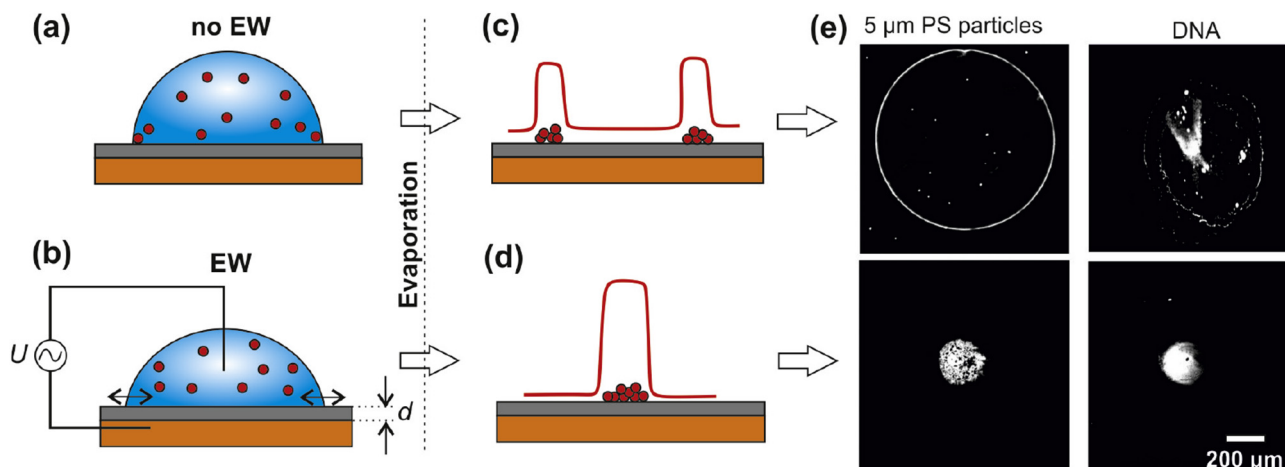 (a)
no EW
(b)
EW
U
d
Evaporation
(c)
(d)
(e)
5 µm PS particles
DNA
200 µm